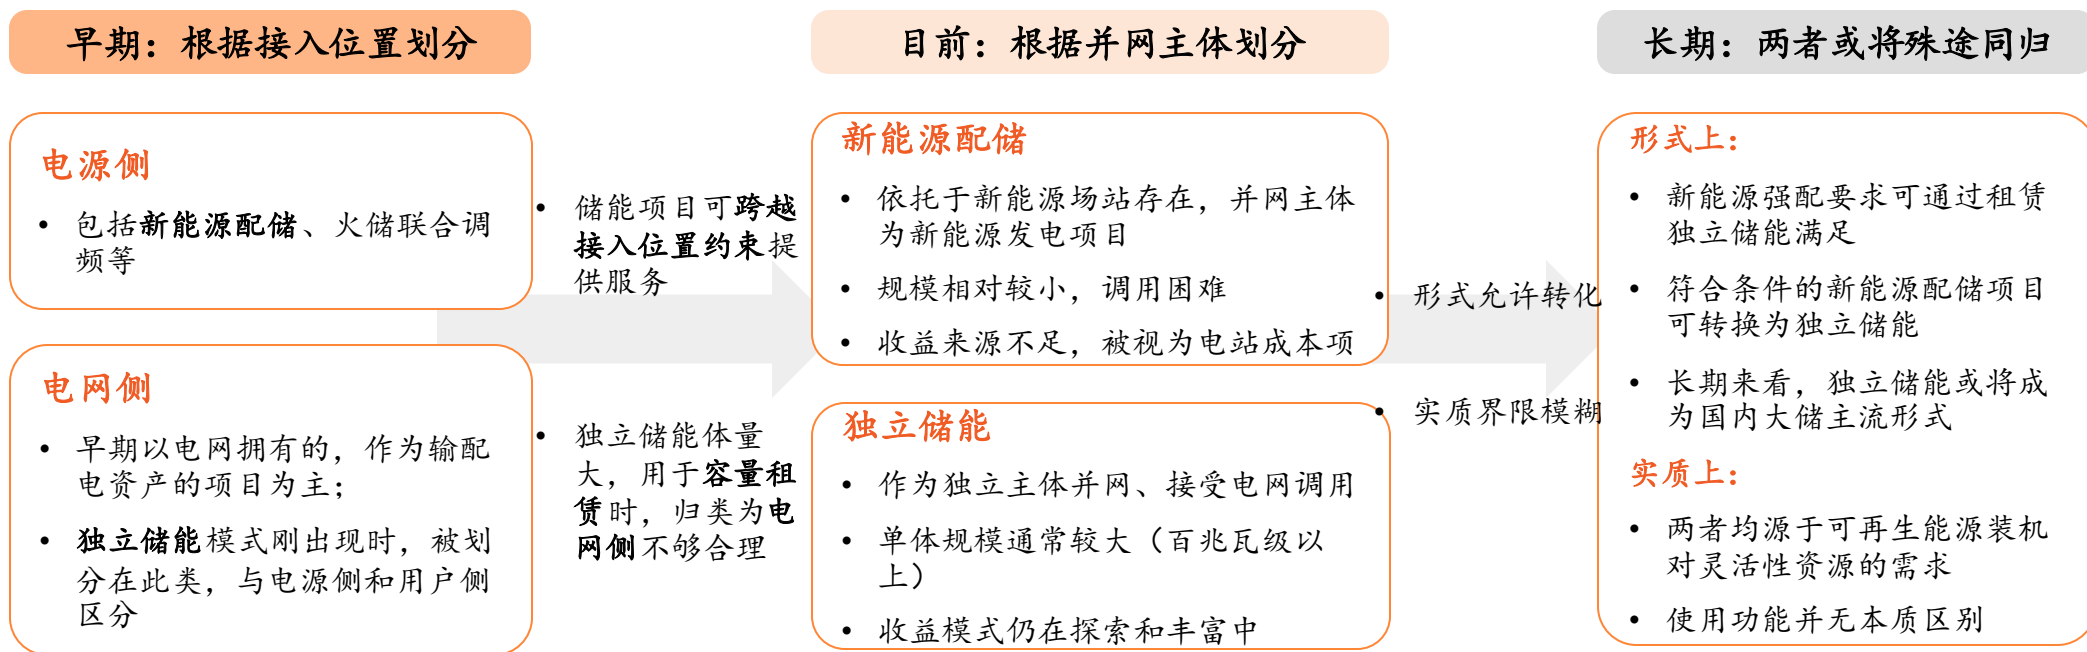 早期：根据接入位置划分
电源侧
• 包括新能源配储、火储联合调
频等
电网侧
• 早期以电网拥有的，作为输配
电资产的项目为主；
• 独立储能模式刚出现时，被划
分在此类，与电源侧和用户侧
区分
• 储能项目可跨越
接入位置约束提
供服务
• 独立储能体量
大，用于容量租
赁时，归类为电
网侧不够合理
目前：根据并网主体划分
新能源配储
• 依托于新能源场站存在，并网主体
为新能源发电项目
• 规模相对较小，调用困难
• 收益来源不足，被视为电站成本项
独立储能
• 作为独立主体并网、接受电网调用
• 单体规模通常较大（百兆瓦级以
上）
• 收益模式仍在探索和丰富中
• 形式允许转化
• 实质界限模糊
长期：两者或将殊途同归
形式上：
• 新能源强配要求可通过租赁
独立储能满足
• 符合条件的新能源配储项目
可转换为独立储能
• 长期来看，独立储能或将成
为国内大储主流形式
实质上：
• 两者均源于可再生能源装机
对灵活性资源的需求
• 使用功能并无本质区别